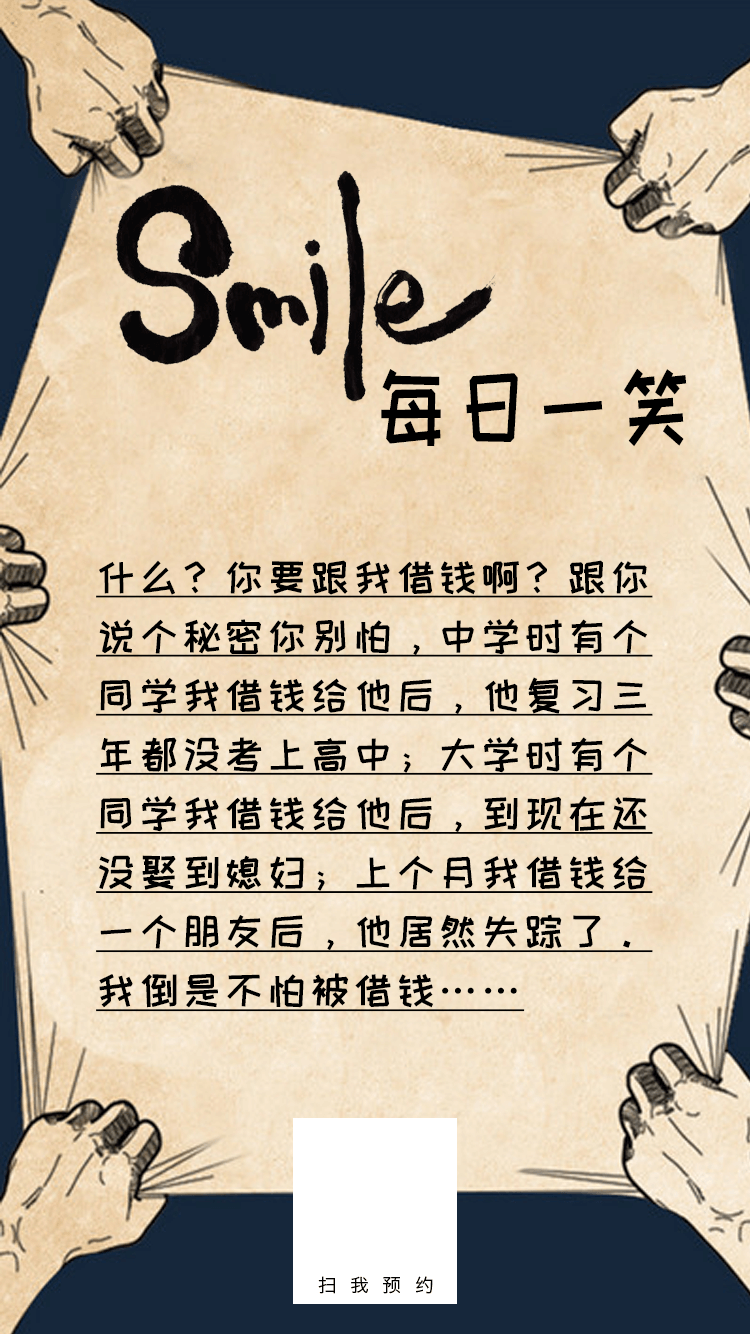 Smile
每日一笑
什么？你要跟我借钱啊？跟你
说个秘密你别怕，中学时有个
同学我借钱给他后，他复习三
年都没考上高中；大学时有个
同学我借钱给他后，到现在还
没娶到媳妇；上个月我借钱给
一个朋友后，他居然失踪了。
我倒是不怕被借钱……
扫我预约